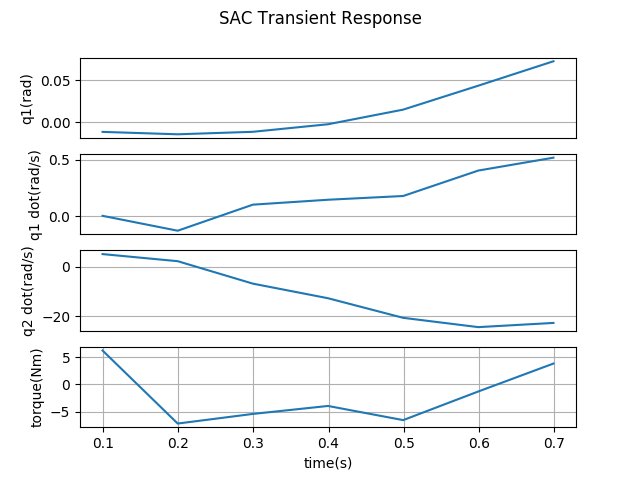 SAC Transient Response
q1(rad)
0.05
0.00
q1 dot(rad/s)
0.5
0.0
q2 dot(rad/s)
0
−20
torque(Nm)
5
0
−5
0.1 0.2 0.3 0.4 0.5 0.6 0.7
time(s)